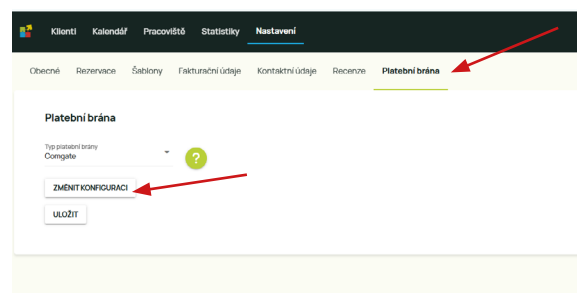 Klienti Kalendář Pracoviště Statistiky Nastavení
Obecné Rezervace Šablony Fakturační údaje Kontaktní údaje Recenze Platební brána
Platební brána
Typ platební brány
Comgate
?
ZMĚNIT KONFIGURACI
ULOŽIT